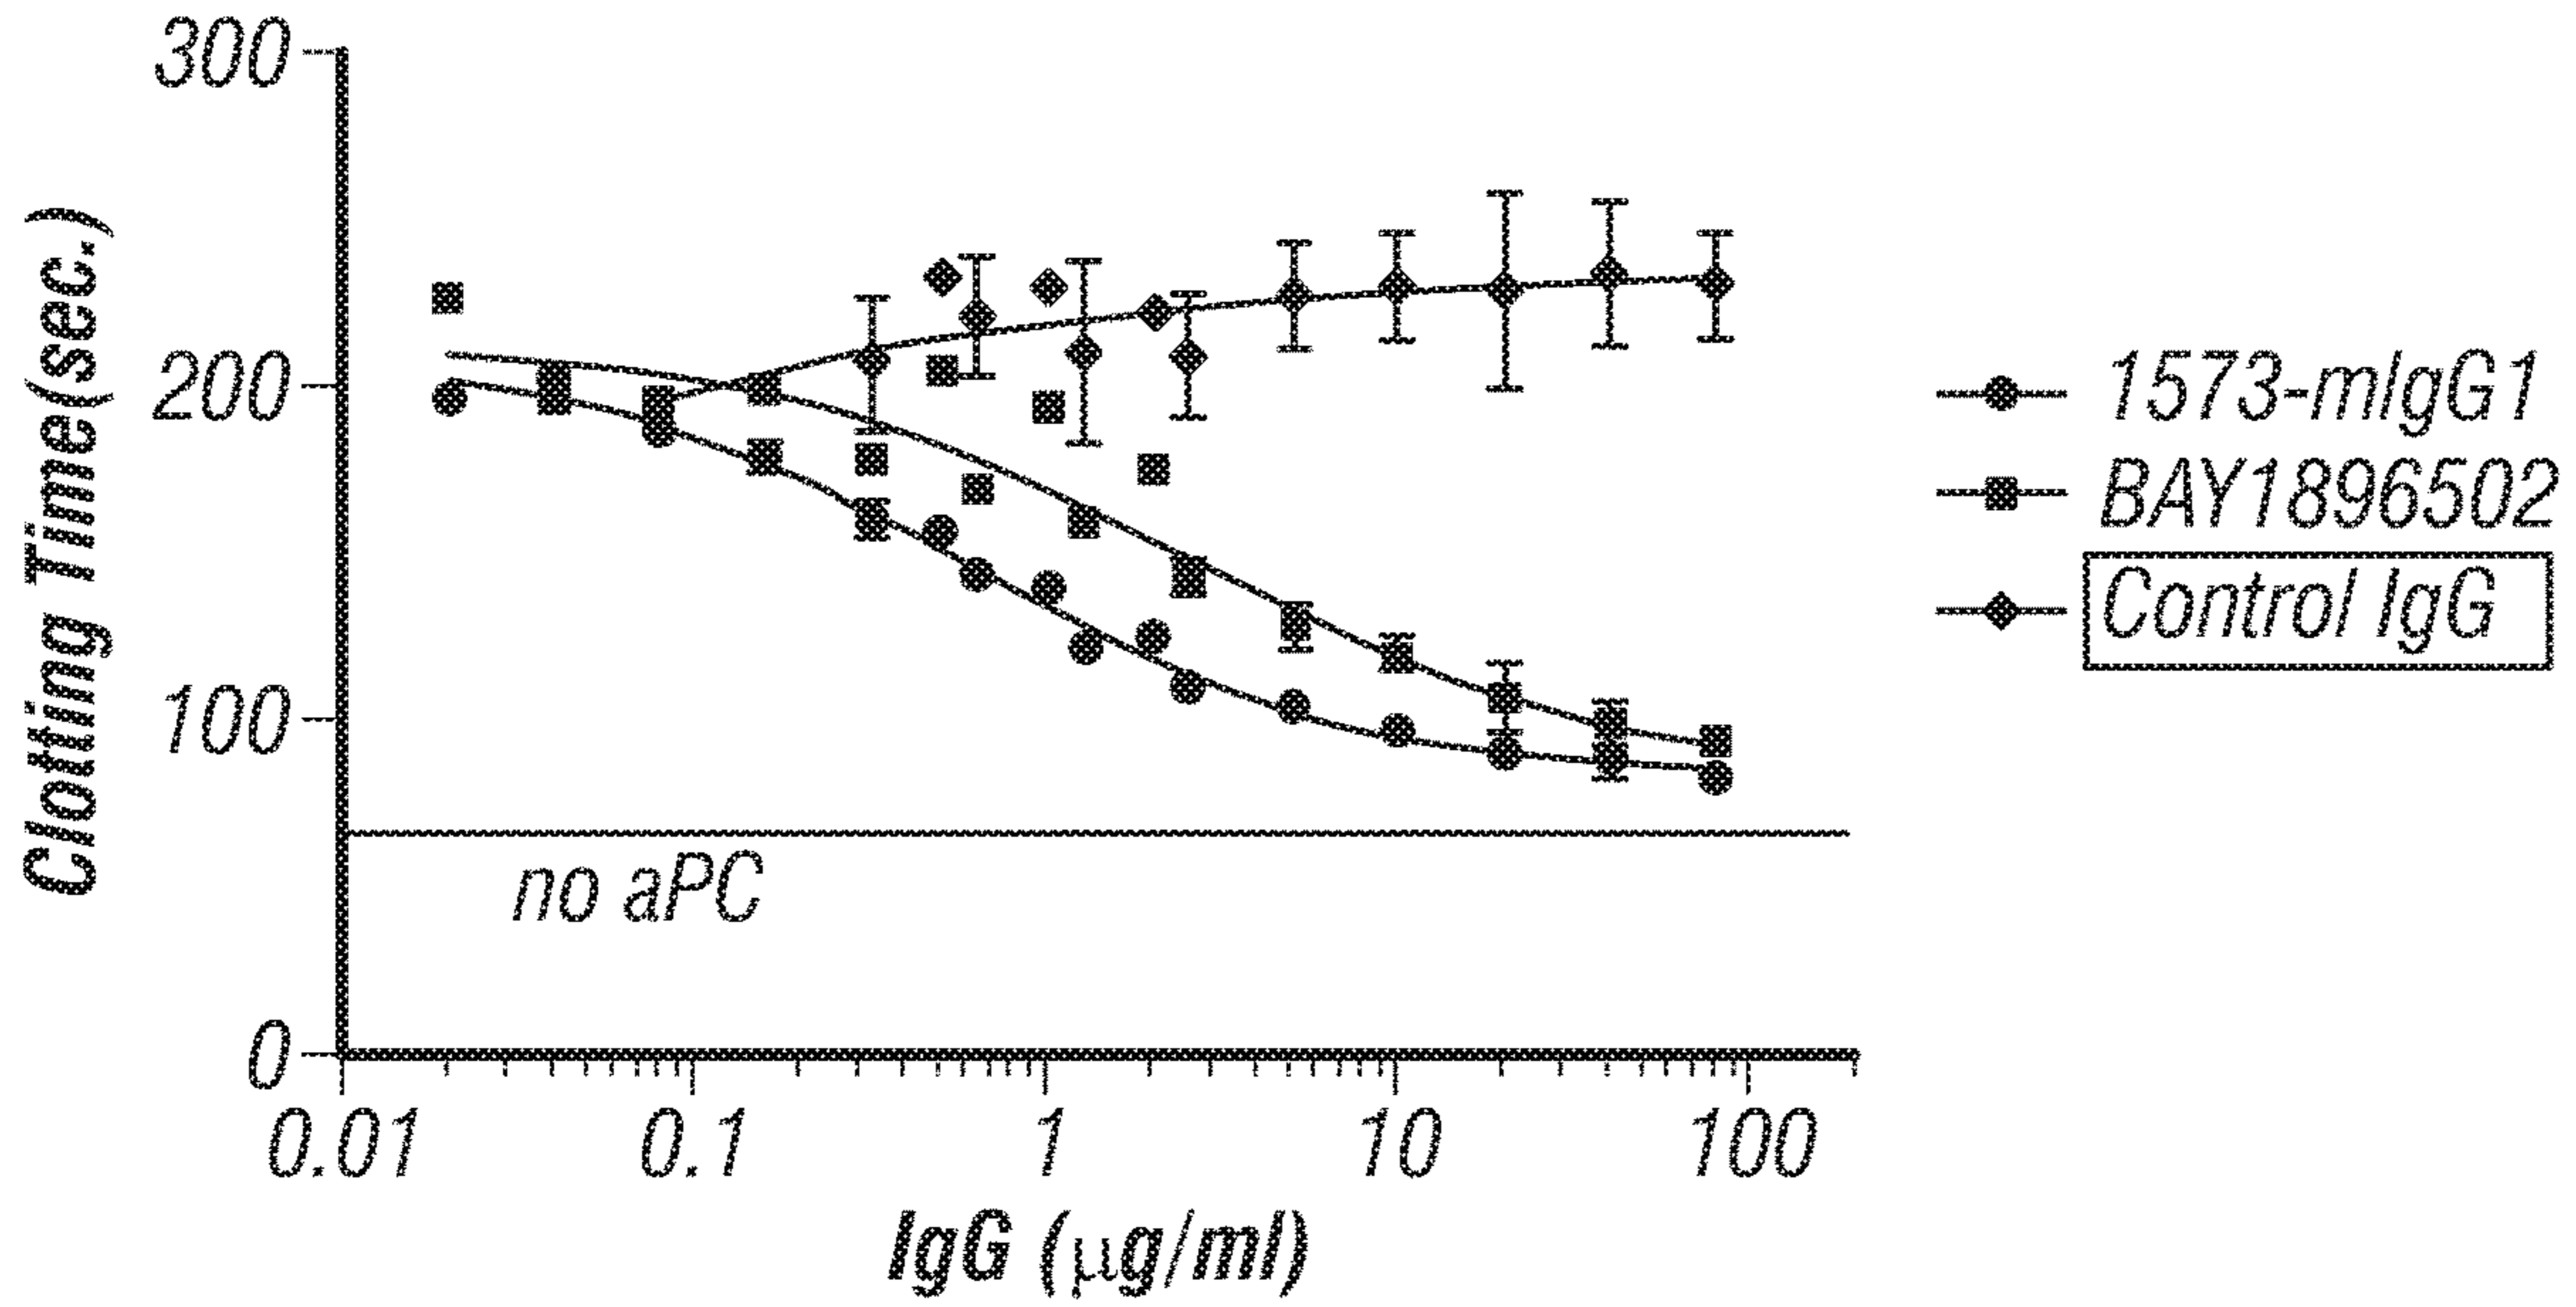 300
200
100
0
Clotting Time(sec.)
no aPC
0.01
0.1
1
10
100
IgG (µg/ml)
1573-mIgG1
BAY1896502
Control IgG